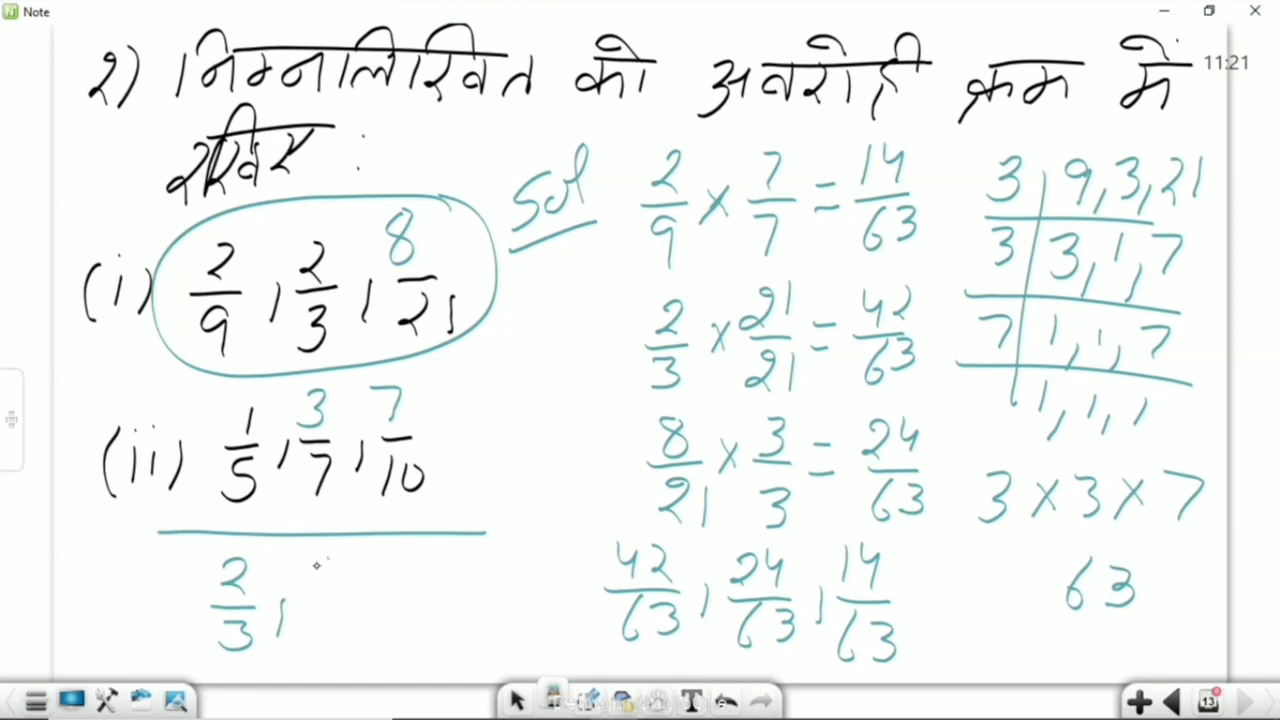 Note
11:21
2) निम्नलिखित को अवरोही क्रम में
रखिए :
(i) 2/9, 2/3, 8/21
(ii) 1/5, 3/7, 7/10
2/3,
Sol
2/9 × 7/7 = 14/63
2/3 × 21/21 = 42/63
8/21 × 3/3 = 24/63
42/63, 24/63, 14/63
3 | 9, 3, 21
3 | 3, 1, 7
7 | 1, 1, 7
1, 1, 1
3 × 3 × 7
63
13